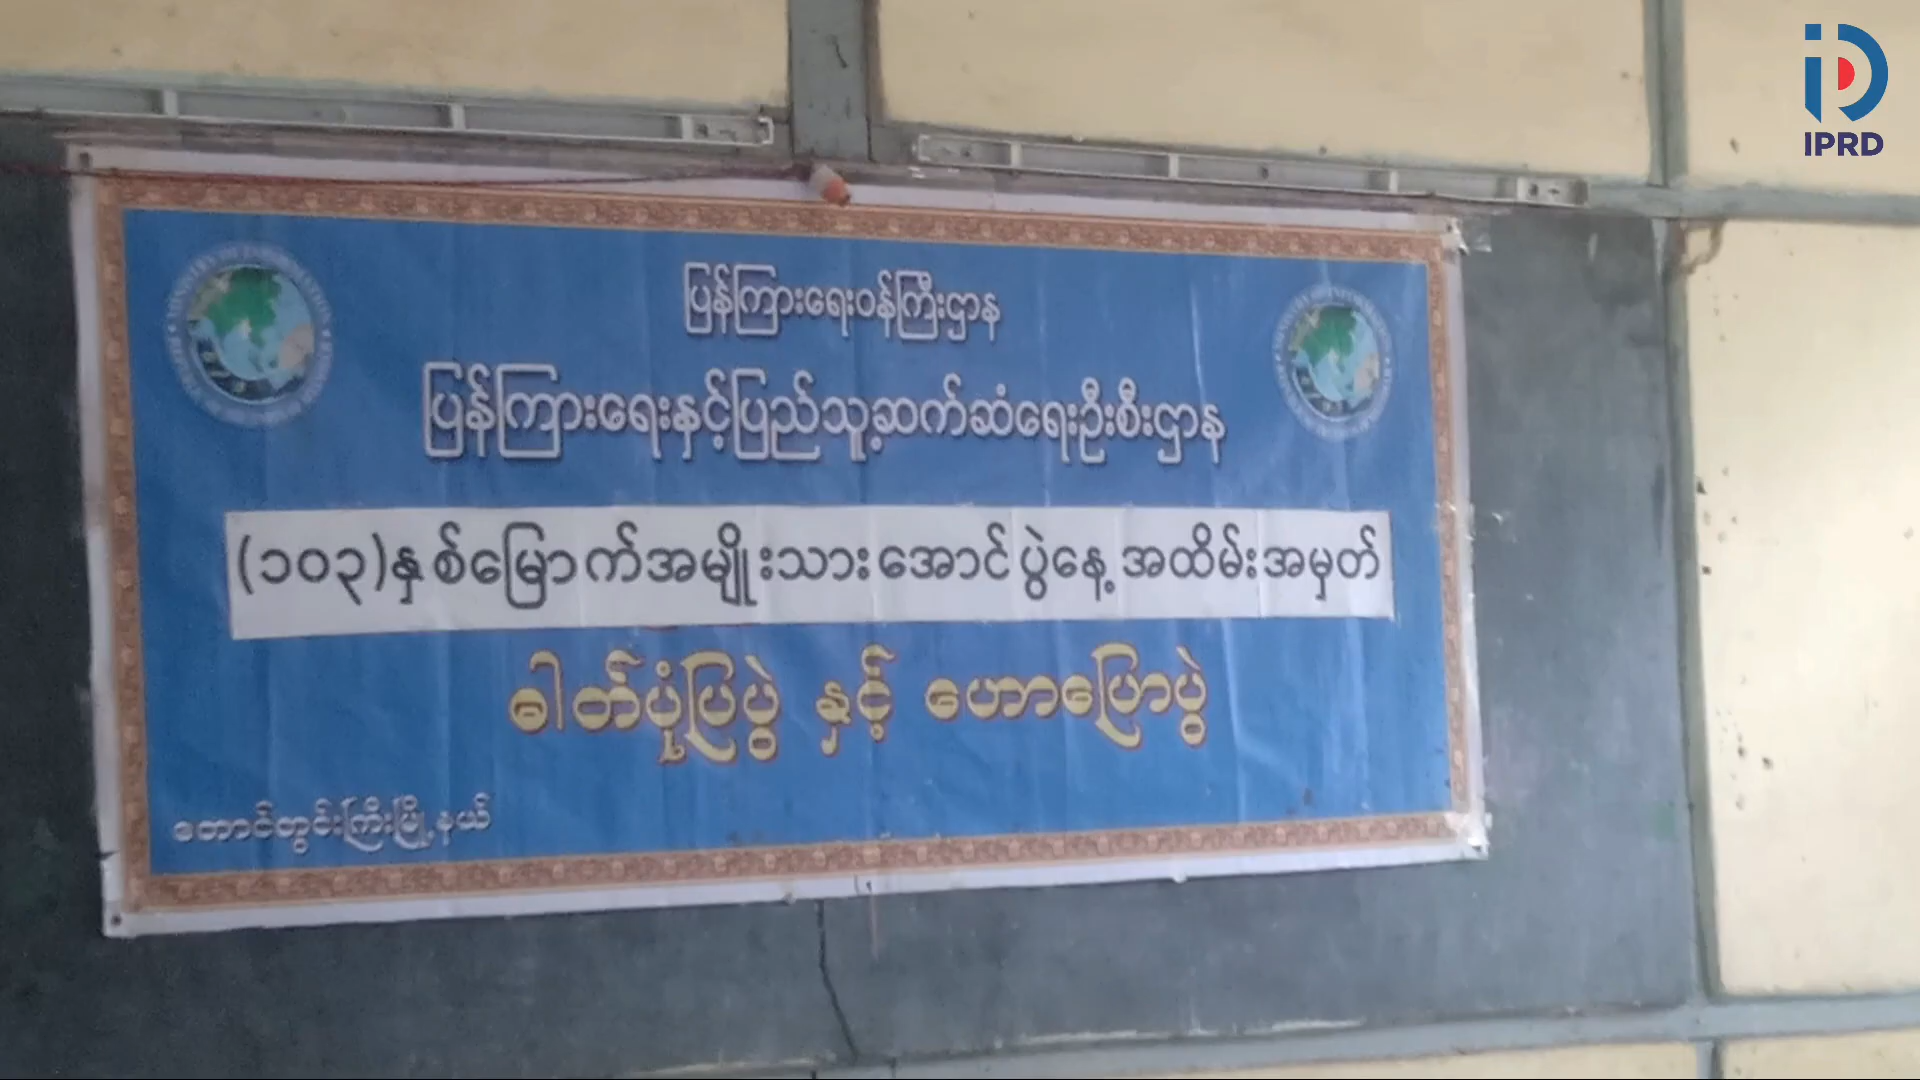 IPRD
ပြန်ကြားရေးဝန်ကြီးဌာန
ပြန်ကြားရေးနှင့်ပြည်သူ့ဆက်ဆံရေးဦးစီးဌာန
(၁၀၃)နှစ်မြောက်အမျိုးသားအောင်ပွဲနေ့အထိမ်းအမှတ်
ဓါတ်ပုံပြပွဲ နှင့် ဟောပြောပွဲ
တောင်တွင်းကြီးမြို့နယ်